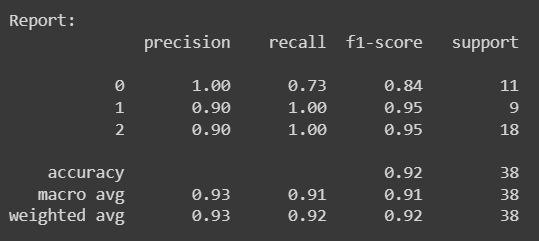 Report:
precision recall f1-score support
0 1.00 0.73 0.84 11
1 0.90 1.00 0.95 9
2 0.90 1.00 0.95 18
accuracy 0.92 38
macro avg 0.93 0.91 0.91 38
weighted avg 0.93 0.92 0.92 38